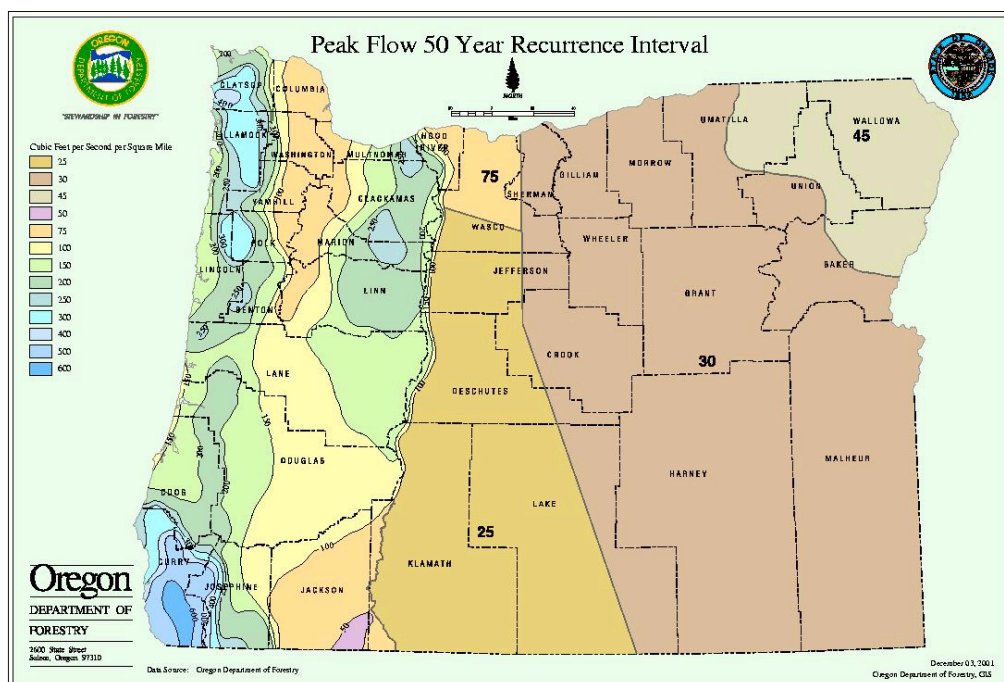 Peak Flow 50 Year Recurrence Interval
OREGON
DEPARTMENT OF FORESTRY
"STEWARDSHIP IN FORESTRY"
NORTH
Cubic Feet per Second per Square Mile
25
30
45
50
75
100
150
200
250
300
400
500
600
CLATSOP
COLUMBIA
WASHINGTON
MULTNOMAH
YAMHILL
CLACKAMAS
POLK
MARION
LINCOLN
LINN
BENTON
LANE
DOUGLAS
COOS
CURRY
JOSEPHINE
JACKSON
SHERMAN
GILLIAM
MORROW
UMATILLA
UNION
WALLOWA
45
75
WASCO
WHEELER
JEFFERSON
GRANT
BAKER
CROOK
30
DESCHUTES
LAKE
HARNEY
MALHEUR
25
KLAMATH
Oregon
DEPARTMENT OF
FORESTRY
2600 State Street
Salem, Oregon 97310
Data Source: Oregon Department of Forestry
December 03, 2001
Oregon Department of Forestry, GIS